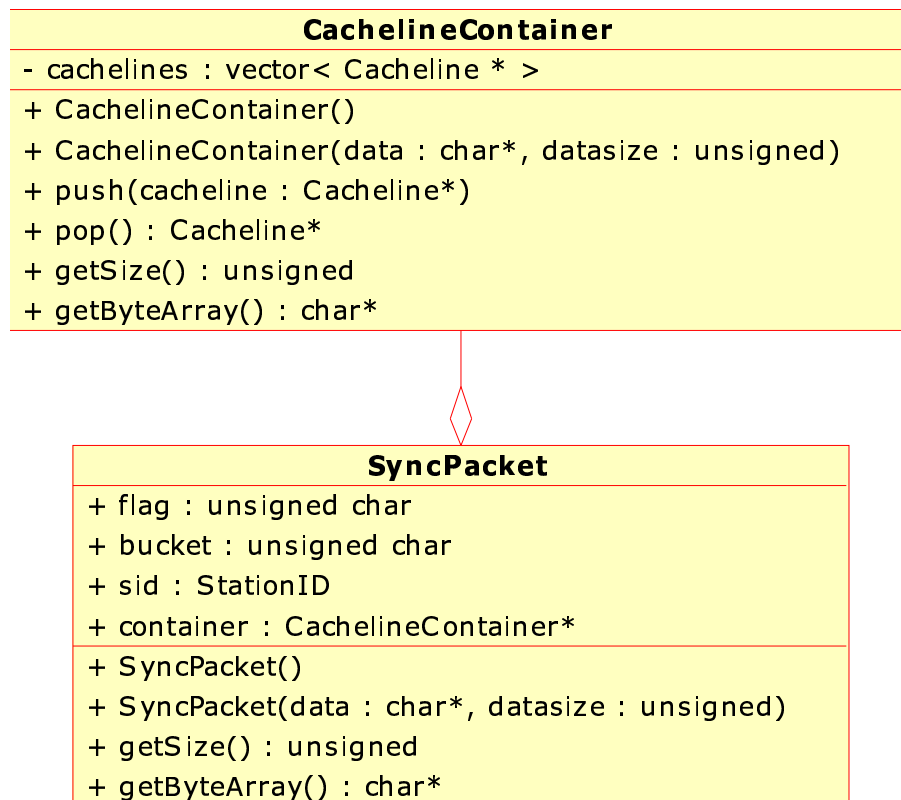 CachelineContainer
- cachelines : vector< Cacheline * >
+ CachelineContainer()
+ CachelineContainer(data : char*, datasize : unsigned)
+ push(cacheline : Cacheline*)
+ pop() : Cacheline*
+ getSize() : unsigned
+ getByteArray() : char*
SyncPacket
+ flag : unsigned char
+ bucket : unsigned char
+ sid : StationID
+ container : CachelineContainer*
+ SyncPacket()
+ SyncPacket(data : char*, datasize : unsigned)
+ getSize() : unsigned
+ getByteArray() : char*